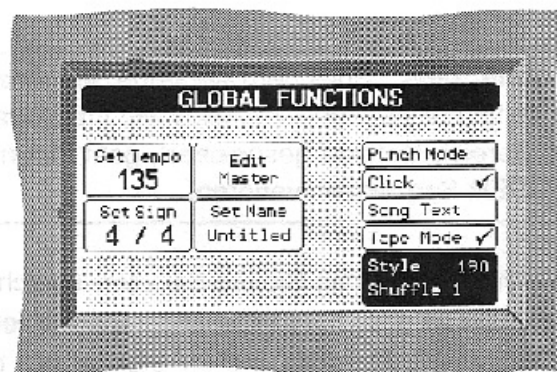 GLOBAL FUNCTIONS
Set Tempo
135
Edit
Master
Set Sign
4 / 4
Set Name
Untitled
Punch Mode
Click ✓
Song Text
Tape Mode ✓
Style 190
Shuffle 1